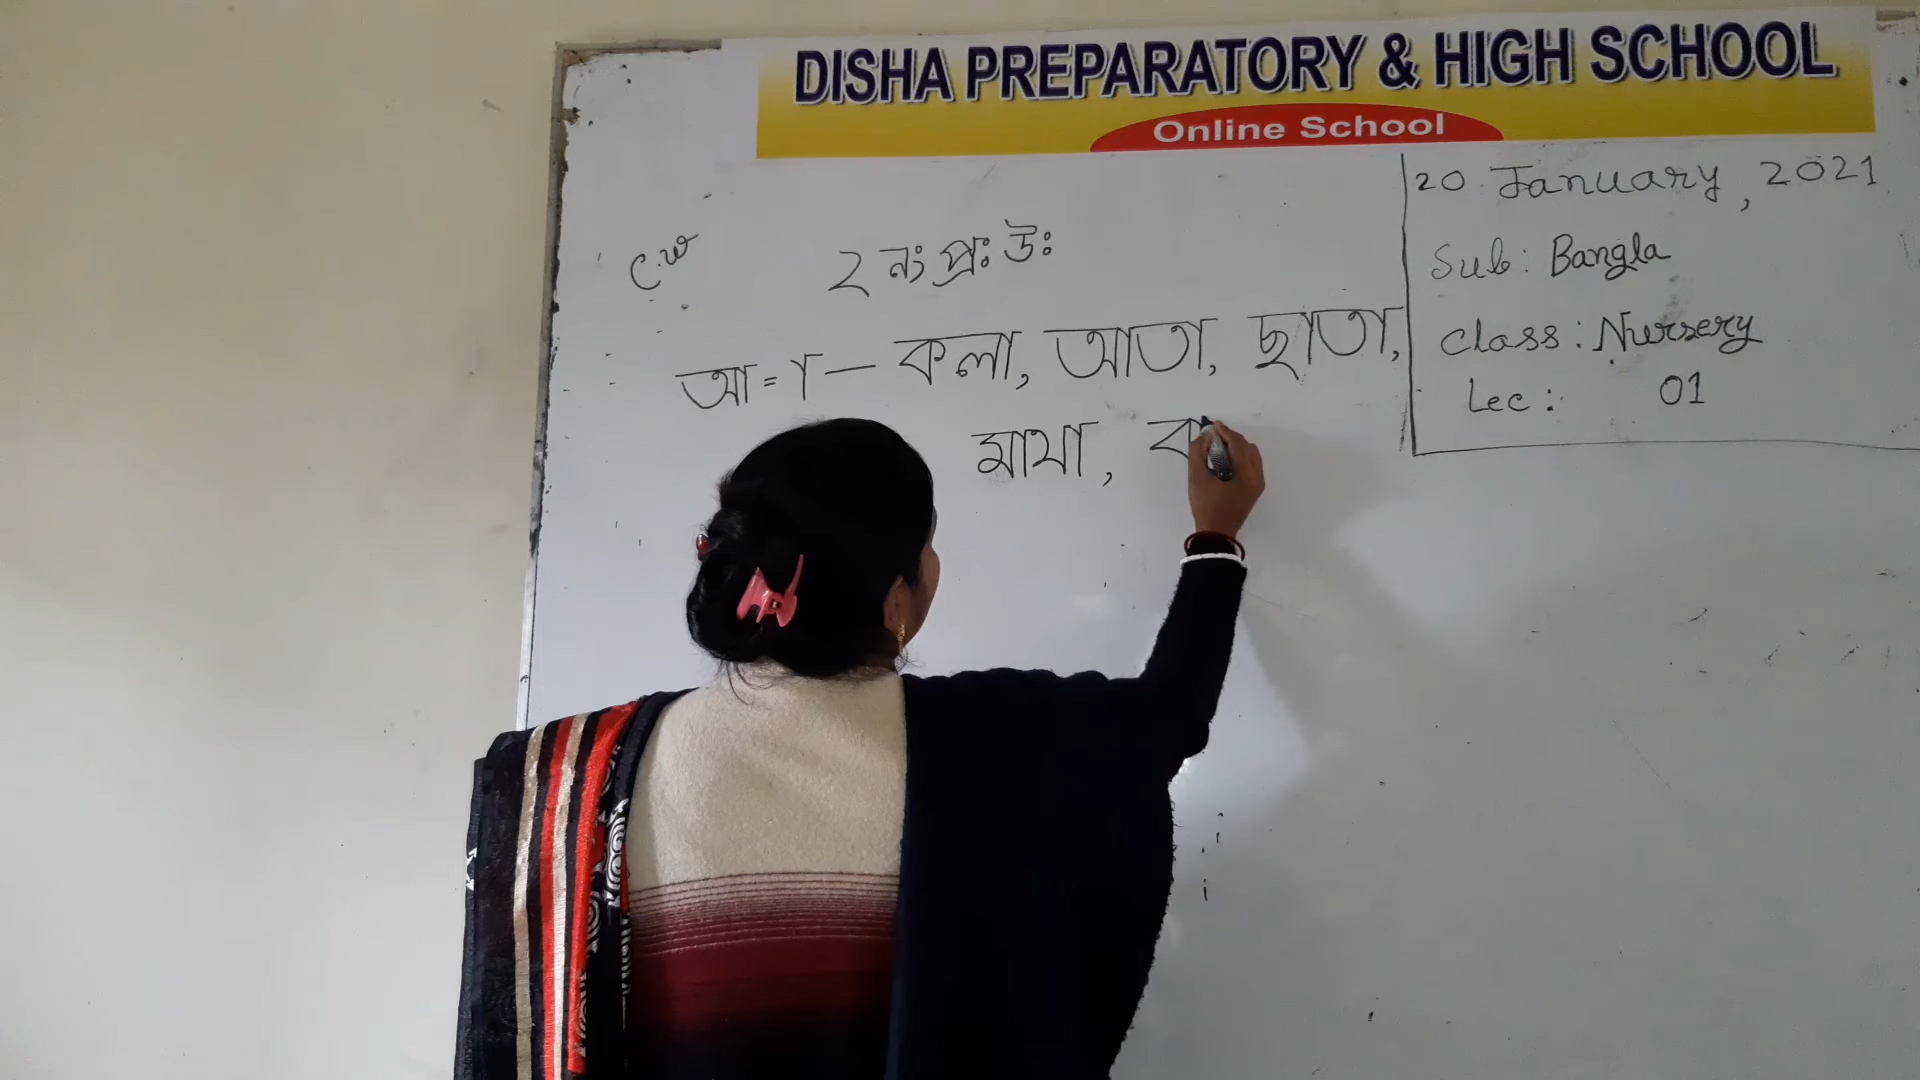 DISHA PREPARATORY & HIGH SCHOOL
Online School
20 January, 2021
Sub: Bangla
Class: Nursery
Lec: 01
C.W
২ নং প্রঃ উঃ
আ = া — কলা, আতা, ছাতা,
মাথা,